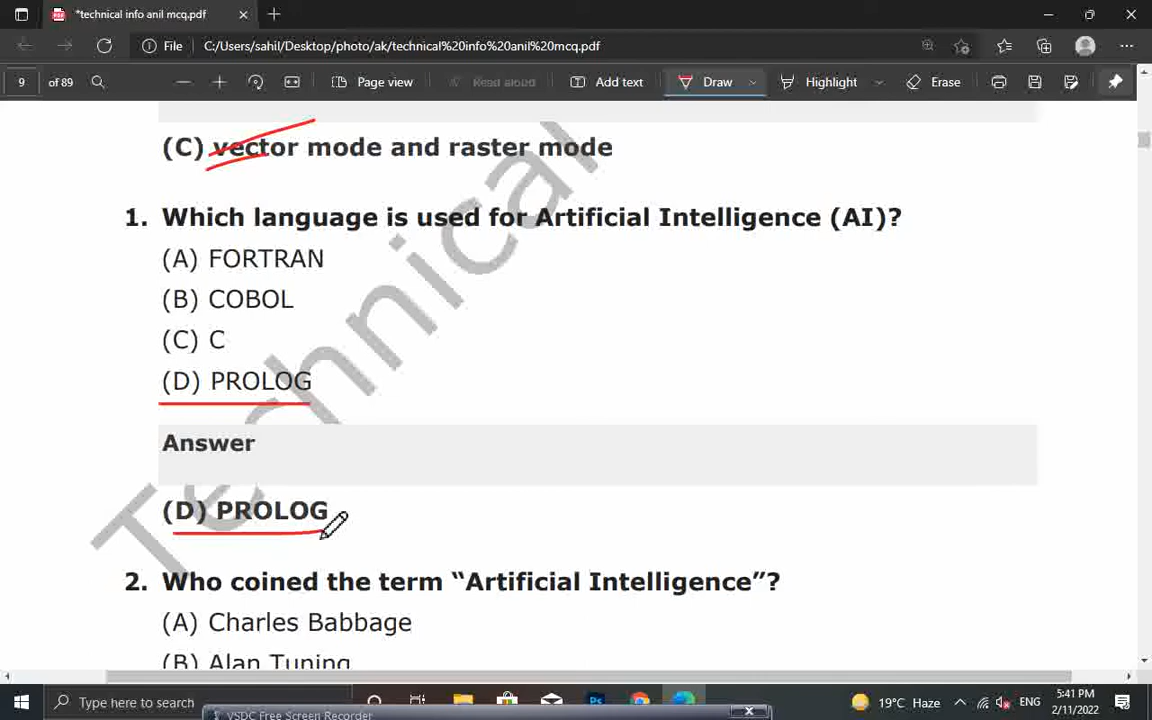 *technical info anil mcq.pdf
File C:/Users/sahil/Desktop/photo/ak/technical%20info%20anil%20mcq.pdf
9 of 89 Page view Read aloud Add text Draw Highlight Erase
(C) vector mode and raster mode
1. Which language is used for Artificial Intelligence (AI)?
(A) FORTRAN
(B) COBOL
(C) C
(D) PROLOG
Answer
(D) PROLOG
2. Who coined the term “Artificial Intelligence”?
(A) Charles Babbage
(B) Alan Tuning
Technical
Type here to search
19°C Haze ENG
5:41 PM
2/11/2022
VSDC Free Screen Recorder